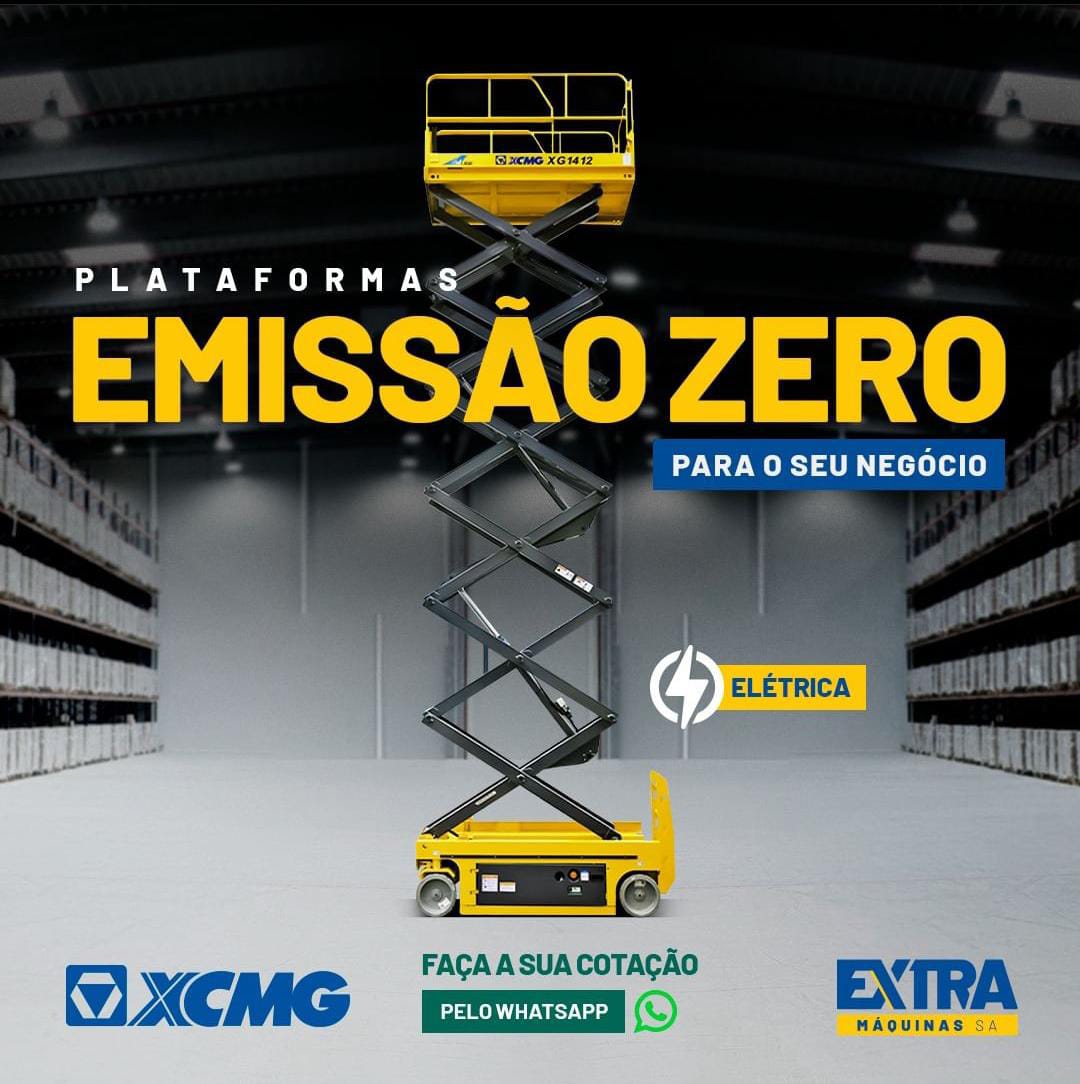 XCMG XG1412
PLATAFORMAS
EMISSÃO ZERO
PARA O SEU NEGÓCIO
ELÉTRICA
FAÇA A SUA COTAÇÃO
PELO WHATSAPP
XCMG
EXTRA
MÁQUINAS SA